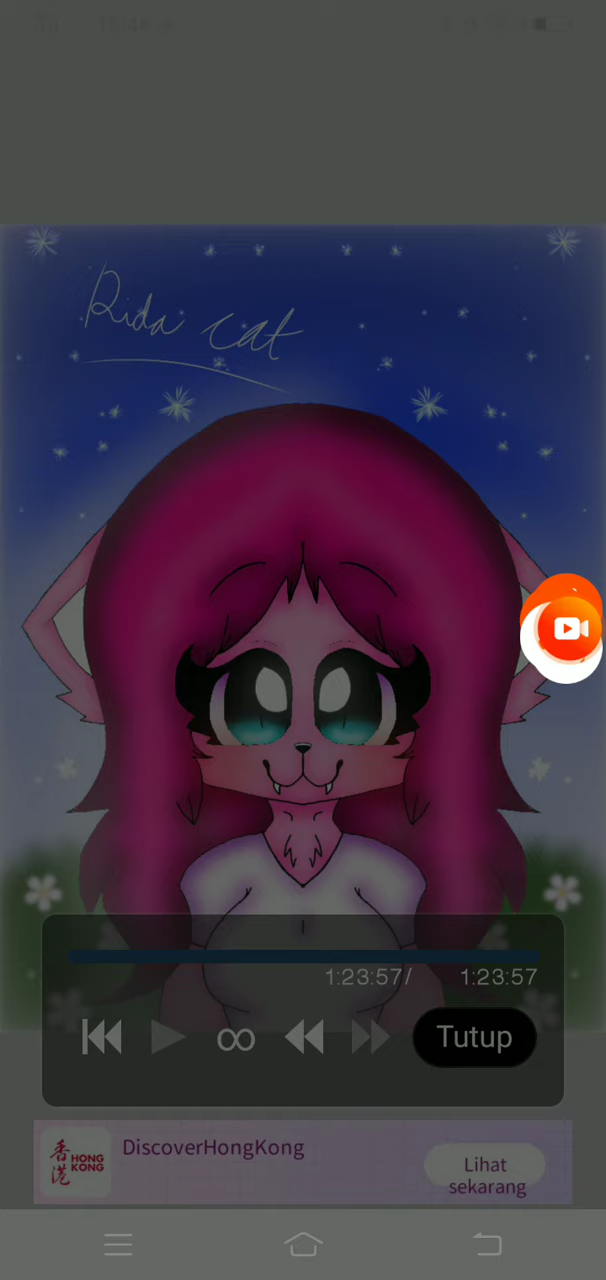 Rida cat
1:23:57/ 1:23:57
Tutup
香港 HONG KONG
DiscoverHongKong
Lihat sekarang